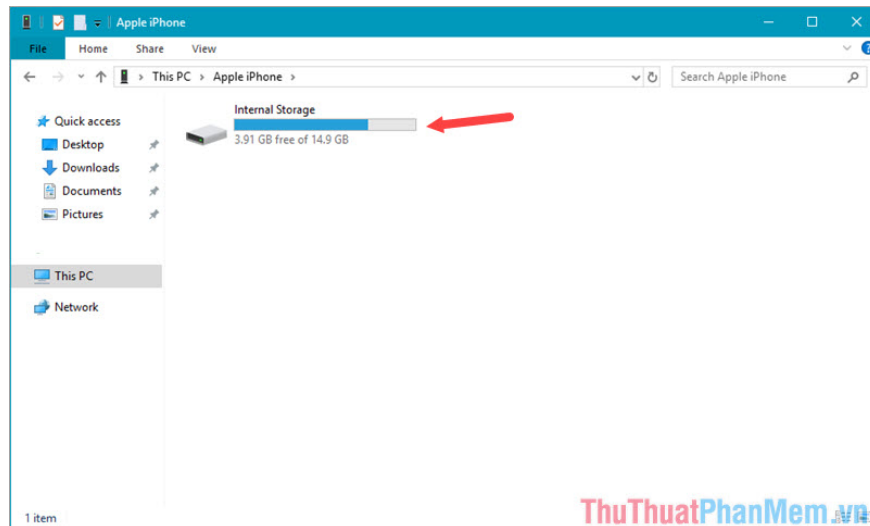 Apple iPhone
File Home Share View
This PC > Apple iPhone >
Search Apple iPhone
Quick access
Desktop
Downloads
Documents
Pictures
This PC
Network
Internal Storage
3.91 GB free of 14.9 GB
1 item
ThuThuatPhanMem.vn